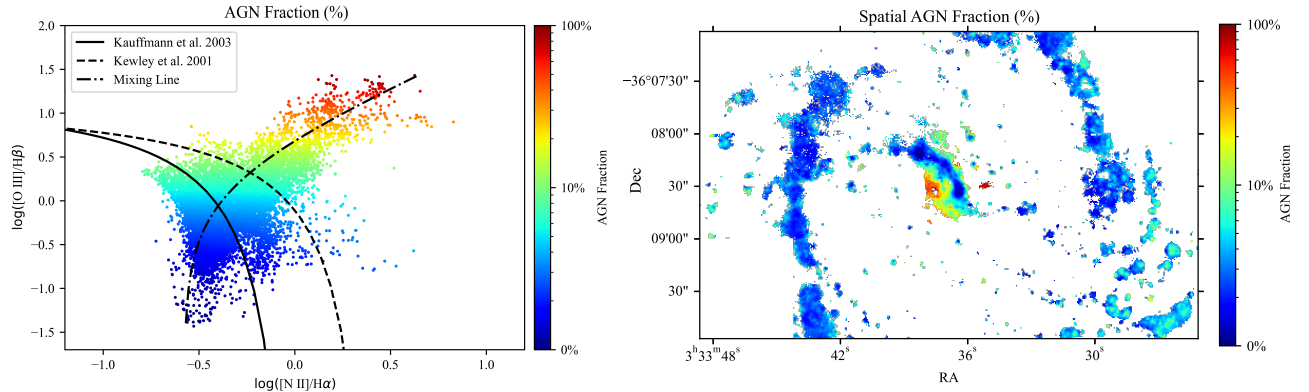 AGN Fraction (%)
Kauffmann et al. 2003
Kewley et al. 2001
Mixing Line
2.0
1.5
1.0
0.5
0.0
−0.5
−1.0
−1.5
log([O III]/Hβ)
−1.0
−0.5
0.0
0.5
1.0
log([N II]/Hα)
100%
10%
0%
AGN Fraction
Spatial AGN Fraction (%)
−36°07'30"
08'00"
30"
09'00"
30"
Dec
3ʰ33ᵐ48ˢ
42ˢ
36ˢ
30ˢ
RA
100%
10%
0%
AGN Fraction